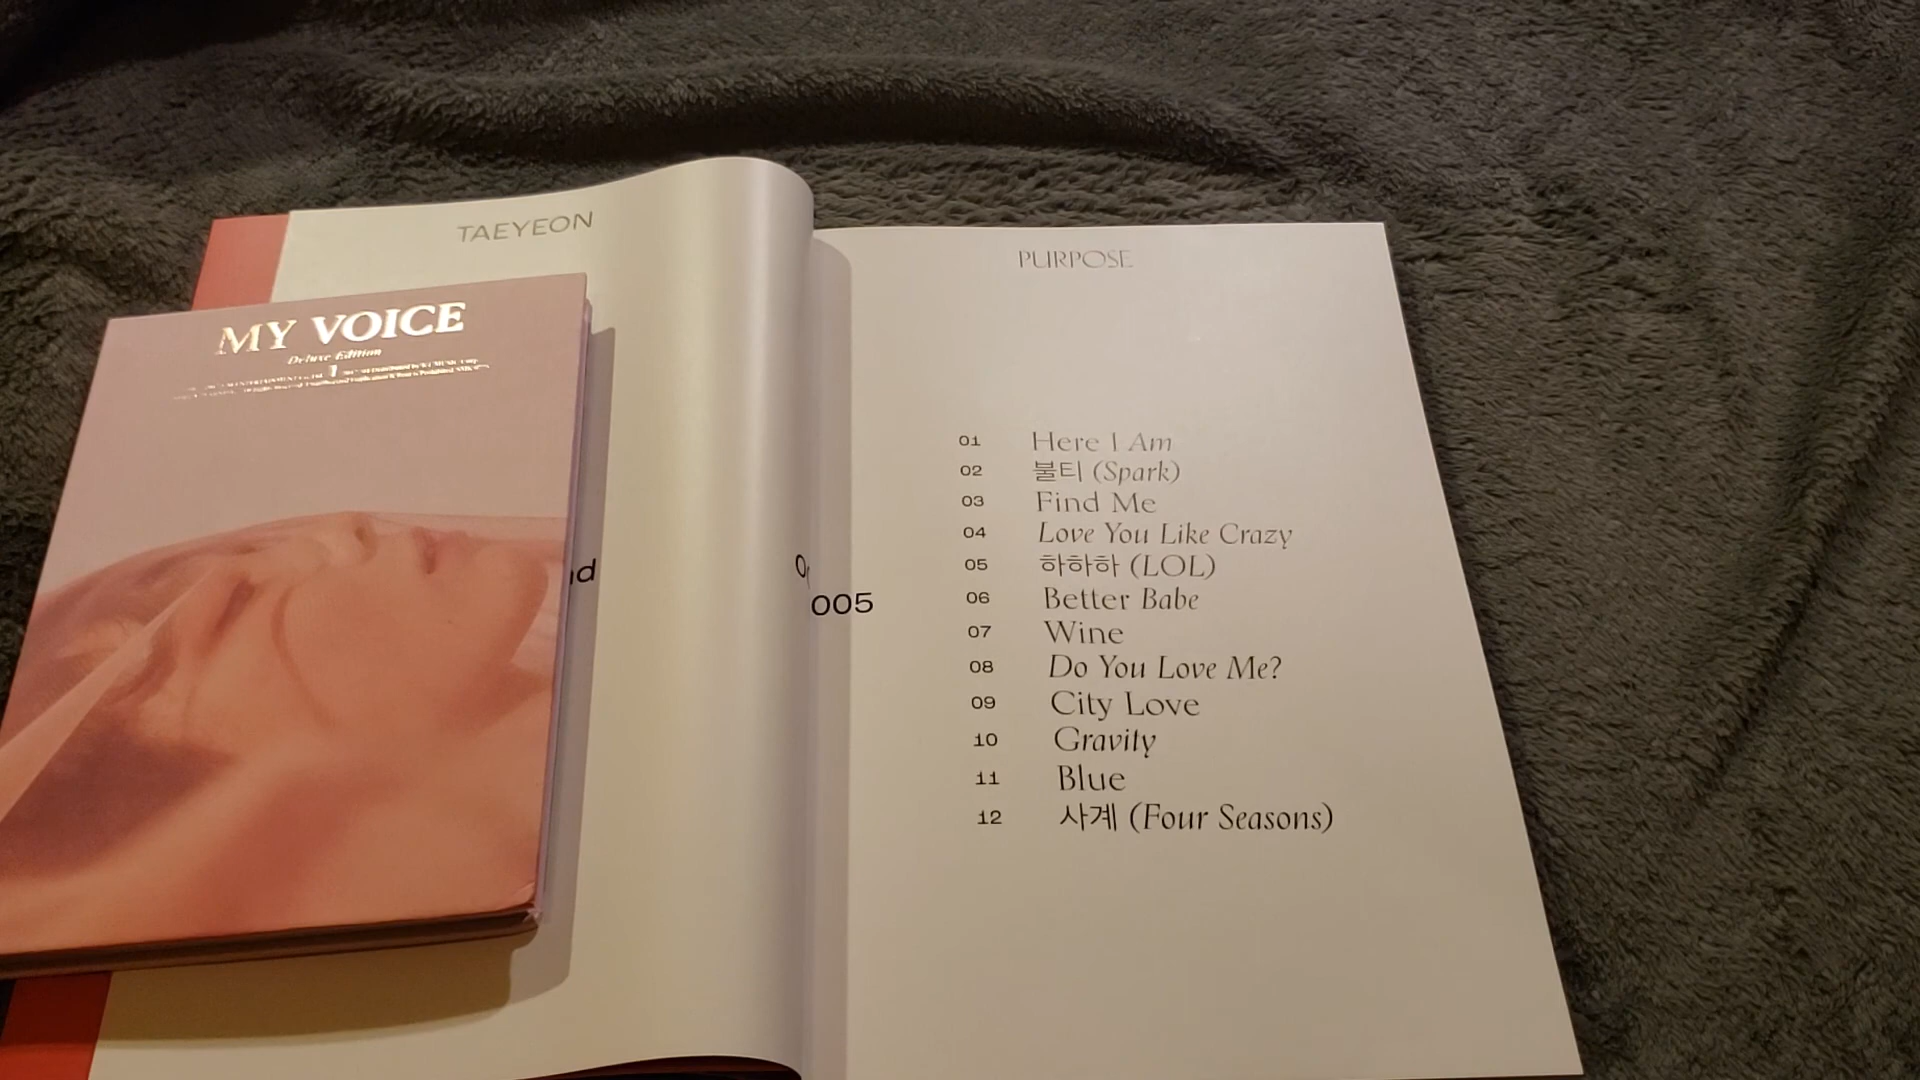 TAEYEON
MY VOICE
Deluxe Edition
nd
005
PURPOSE
01 Here I Am
02 불티 (Spark)
03 Find Me
04 Love You Like Crazy
05 하하하 (LOL)
06 Better Babe
07 Wine
08 Do You Love Me?
09 City Love
10 Gravity
11 Blue
12 사계 (Four Seasons)